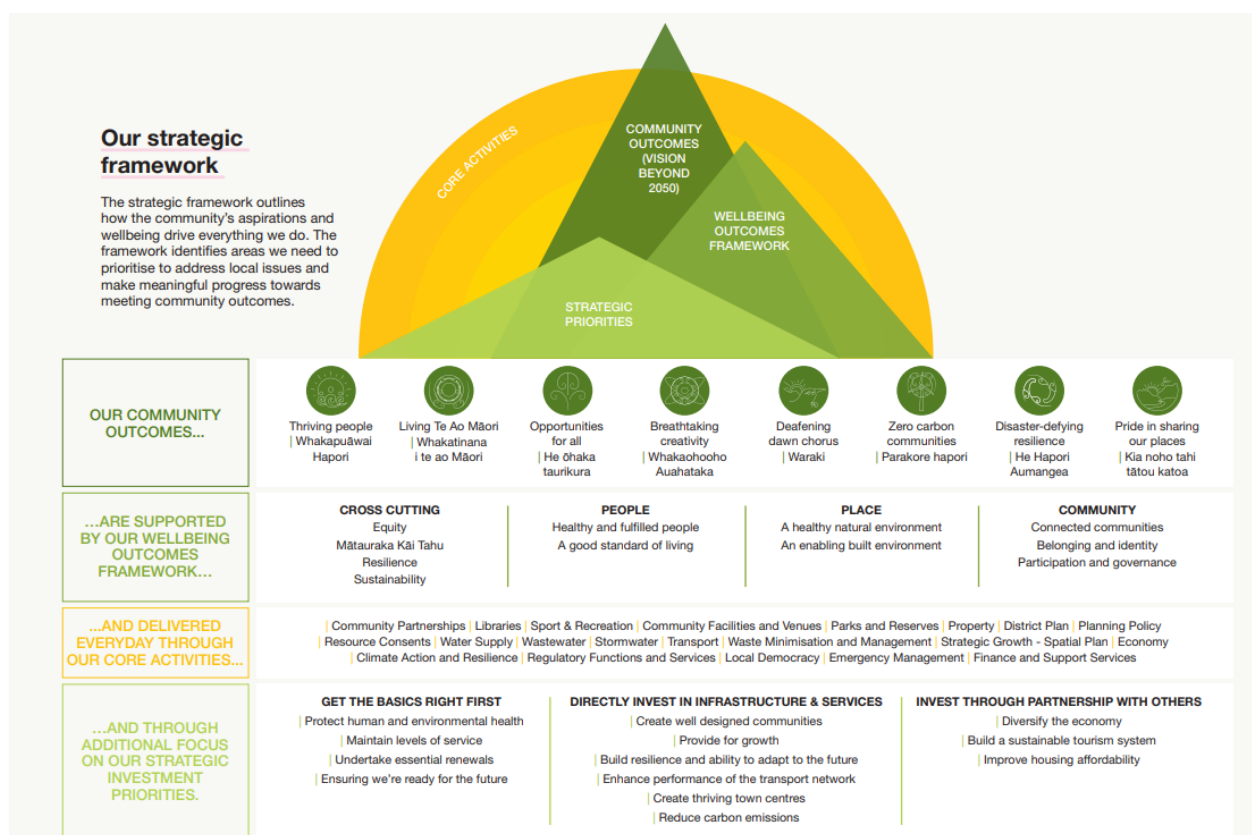 Our strategic
framework
The strategic framework outlines
how the community's aspirations and
wellbeing drive everything we do. The
framework identifies areas we need to
prioritise to address local issues and
make meaningful progress towards
meeting community outcomes.
CORE ACTIVITIES
COMMUNITY
OUTCOMES
(VISION
BEYOND
2050)
WELLBEING
OUTCOMES
FRAMEWORK
STRATEGIC
PRIORITIES
OUR COMMUNITY
OUTCOMES...
Thriving people
| Whakapuāwai
Hapori
Living Te Ao Māori
| Whakatinana
i te ao Māori
Opportunities
for all
| He ōhaka
taurikura
Breathtaking
creativity
| Whakaohooho
Auahataka
Deafening
dawn chorus
| Waraki
Zero carbon
communities
| Parakore hapori
Disaster-defying
resilience
| He Hapori
Aumangea
Pride in sharing
our places
| Kia noho tahi
tātou katoa
...ARE SUPPORTED
BY OUR WELLBEING
OUTCOMES
FRAMEWORK...
CROSS CUTTING
Equity
Mātauraka Kāi Tahu
Resilience
Sustainability
PEOPLE
Healthy and fulfilled people
A good standard of living
PLACE
A healthy natural environment
An enabling built environment
COMMUNITY
Connected communities
Belonging and identity
Participation and governance
...AND DELIVERED
EVERYDAY THROUGH
OUR CORE ACTIVITIES...
| Community Partnerships | Libraries | Sport & Recreation | Community Facilities and Venues | Parks and Reserves | Property | District Plan | Planning Policy
| Resource Consents | Water Supply | Wastewater | Stormwater | Transport | Waste Minimisation and Management | Strategic Growth - Spatial Plan | Economy
| Climate Action and Resilience | Regulatory Functions and Services | Local Democracy | Emergency Management | Finance and Support Services
...AND THROUGH
ADDITIONAL FOCUS
ON OUR STRATEGIC
INVESTMENT
PRIORITIES.
GET THE BASICS RIGHT FIRST
| Protect human and environmental health
| Maintain levels of service
| Undertake essential renewals
| Ensuring we're ready for the future
DIRECTLY INVEST IN INFRASTRUCTURE & SERVICES
| Create well designed communities
| Provide for growth
| Build resilience and ability to adapt to the future
| Enhance performance of the transport network
| Create thriving town centres
| Reduce carbon emissions
INVEST THROUGH PARTNERSHIP WITH OTHERS
| Diversify the economy
| Build a sustainable tourism system
| Improve housing affordability